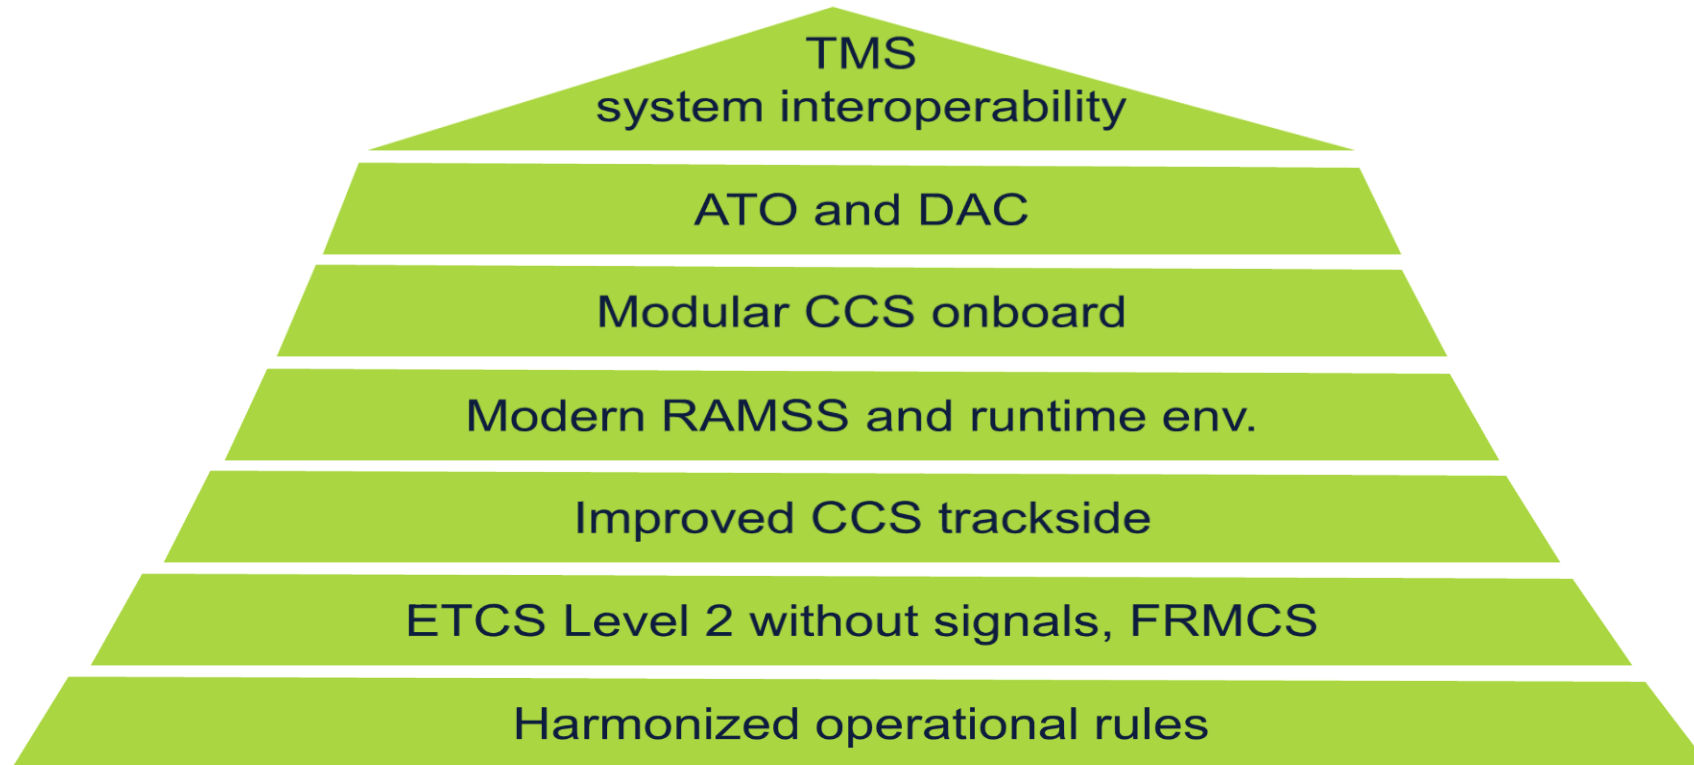 TMS
system interoperability
ATO and DAC
Modular CCS onboard
Modern RAMSS and runtime env.
Improved CCS trackside
ETCS Level 2 without signals, FRMCS
Harmonized operational rules